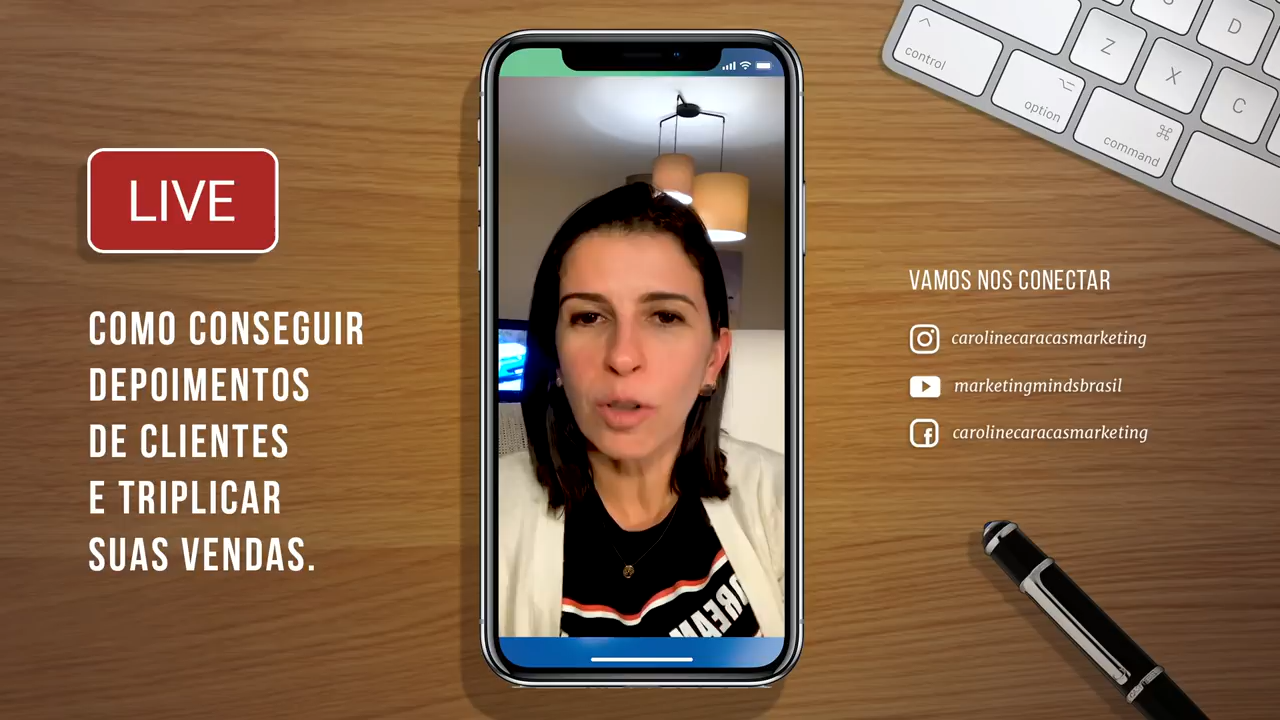 LIVE
COMO CONSEGUIR
DEPOIMENTOS
DE CLIENTES
E TRIPLICAR
SUAS VENDAS.
VAMOS NOS CONECTAR
carolinecaracasmarketing
marketingmindsbrasil
carolinecaracasmarketing
control
option
command
Z
X
C
S
D